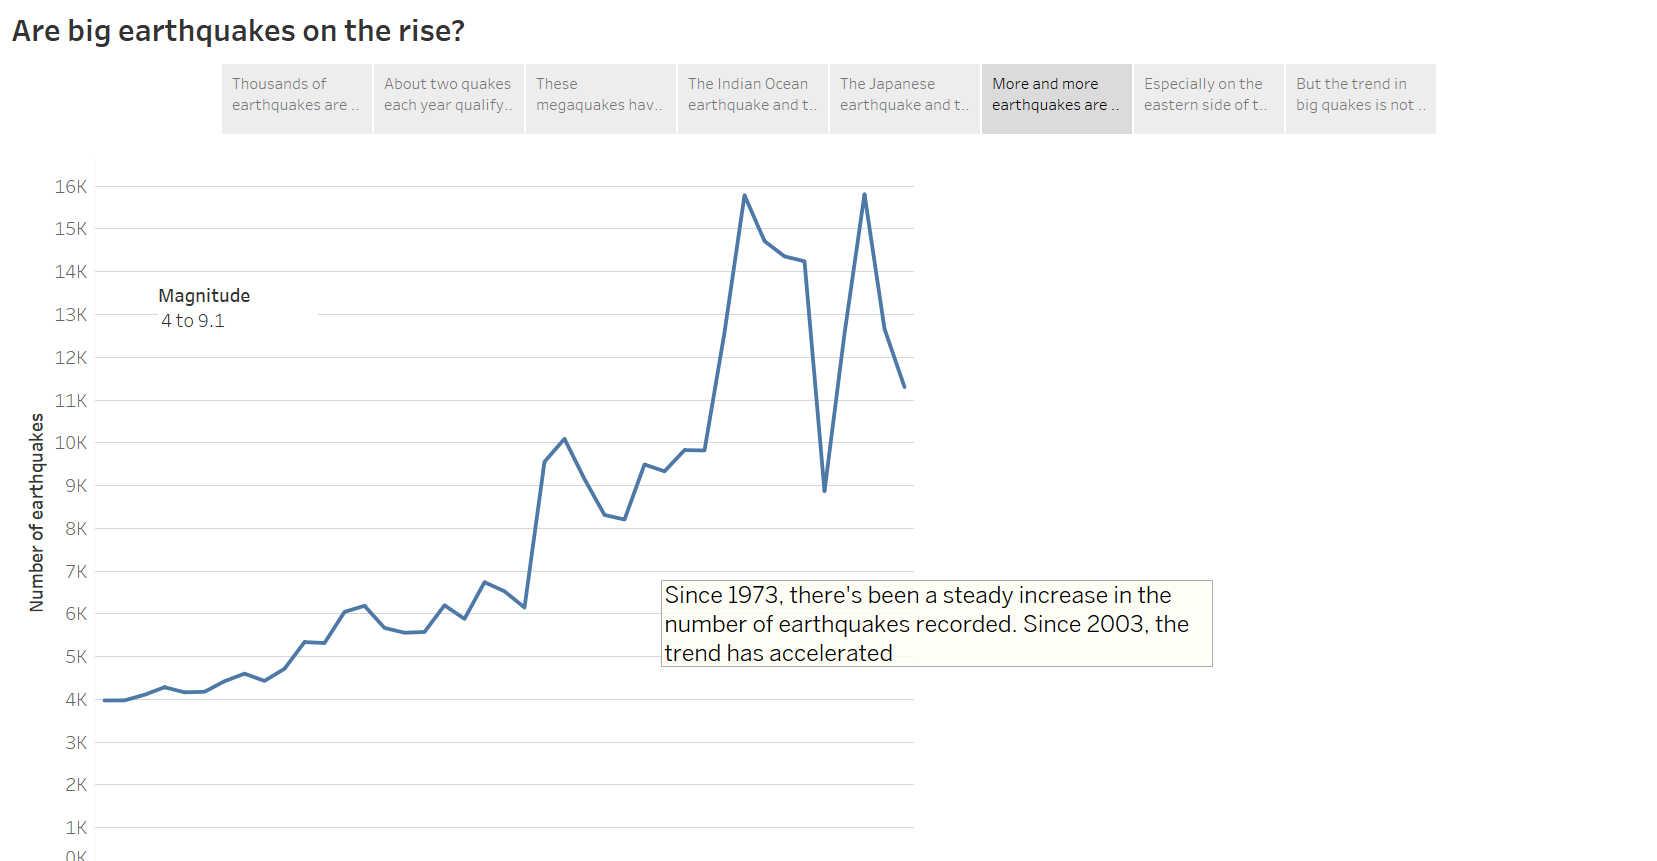 Are big earthquakes on the rise?
Thousands of
earthquakes are ..
About two quakes
each year qualify..
These
megaquakes hav..
The Indian Ocean
earthquake and t..
The Japanese
earthquake and t..
More and more
earthquakes are ..
Especially on the
eastern side of t..
But the trend in
big quakes is not ..
16K
15K
14K
Magnitude
4 to 9.1
13K
12K
11K
10K
9K
8K
7K
6K
5K
4K
3K
2K
1K
0K
Number of earthquakes
Since 1973, there's been a steady increase in the
number of earthquakes recorded. Since 2003, the
trend has accelerated